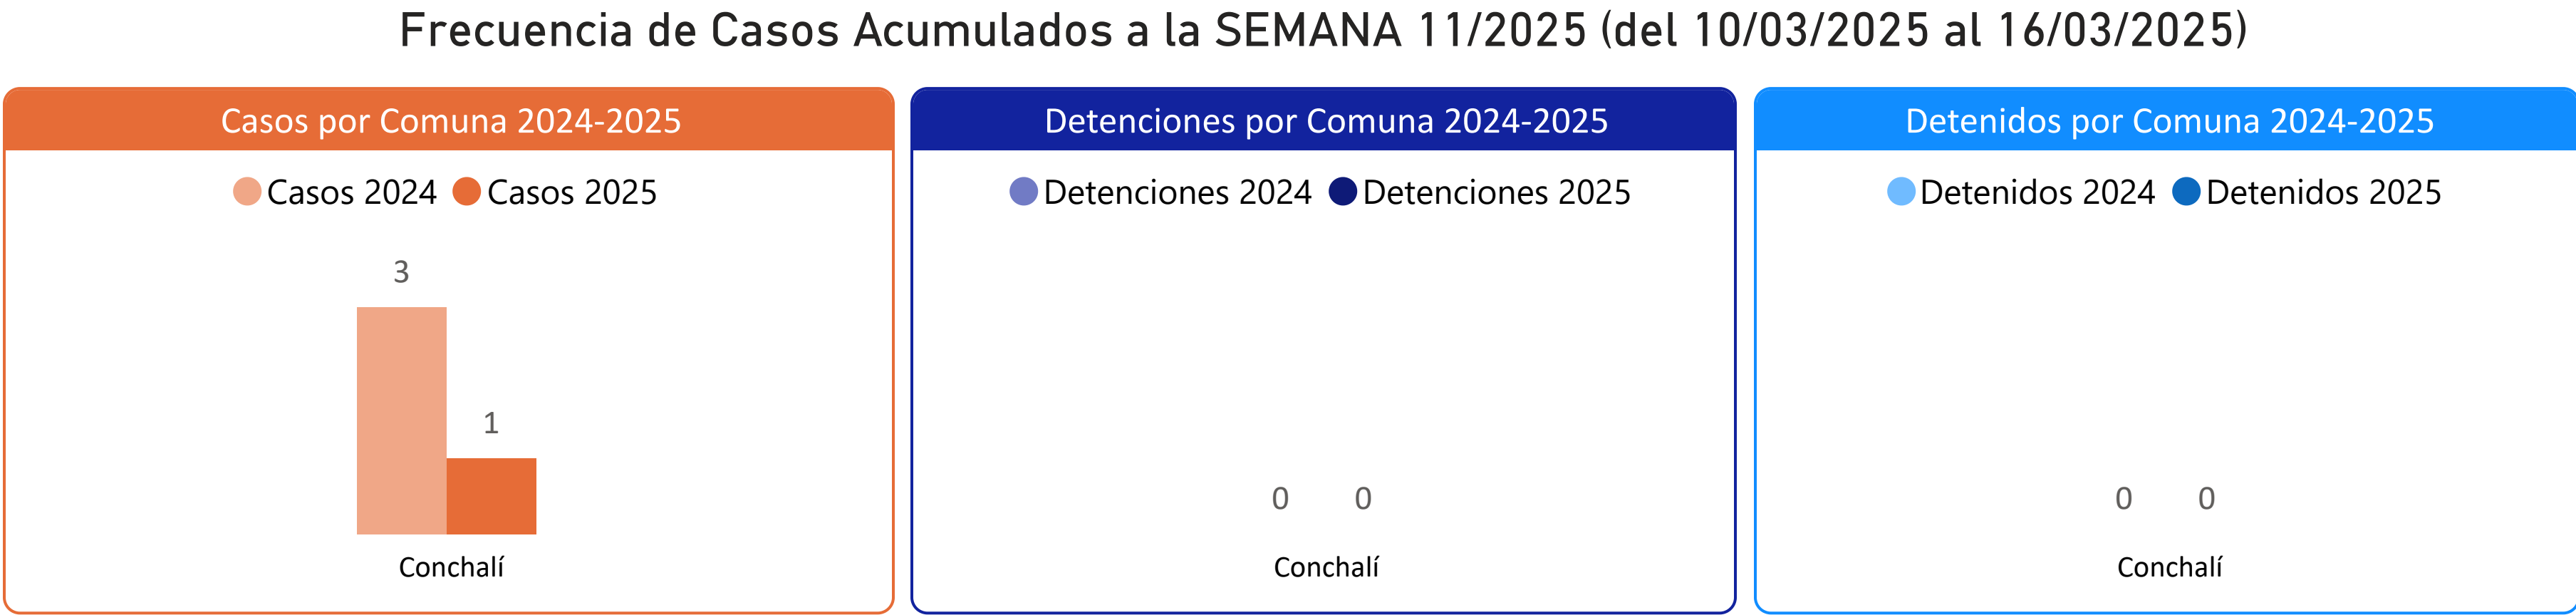 Frecuencia de Casos Acumulados a la SEMANA 11/2025 (del 10/03/2025 al 16/03/2025)
Casos por Comuna 2024-2025
Casos 2024 Casos 2025
3
1
Conchalí
Detenciones por Comuna 2024-2025
Detenciones 2024 Detenciones 2025
0 0
Conchalí
Detenidos por Comuna 2024-2025
Detenidos 2024 Detenidos 2025
0 0
Conchalí